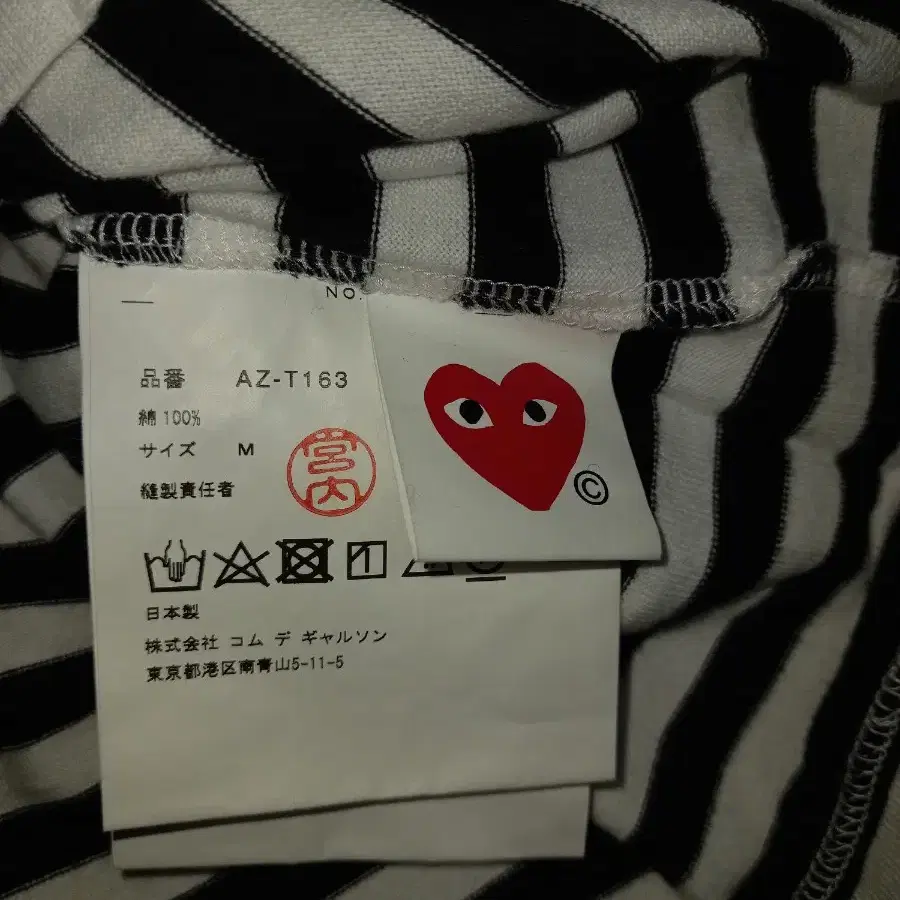 NO.
品番 AZ-T163
綿 100%
サイズ M
縫製責任者
宮内
日本製
株式会社 コム デ ギャルソン
東京都港区南青山5-11-5
©